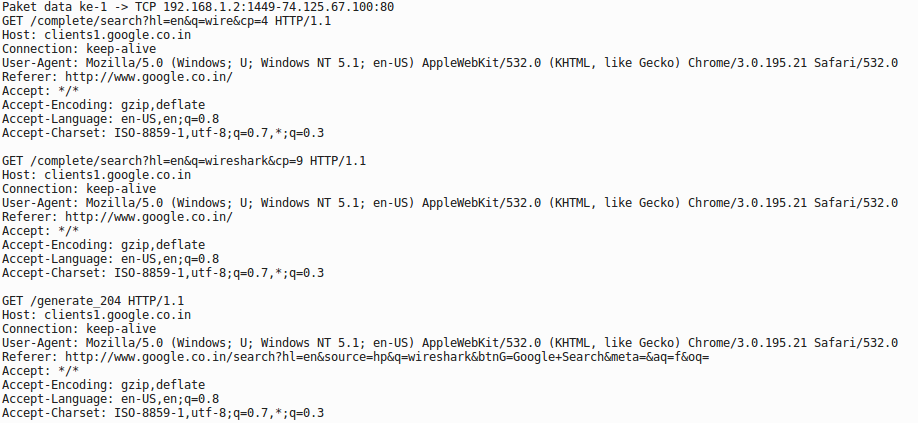 Paket data ke-1 -> TCP 192.168.1.2:1449-74.125.67.100:80
GET /complete/search?hl=en&q=wire&cp=4 HTTP/1.1
Host: clients1.google.co.in
Connection: keep-alive
User-Agent: Mozilla/5.0 (Windows; U; Windows NT 5.1; en-US) AppleWebKit/532.0 (KHTML, like Gecko) Chrome/3.0.195.21 Safari/532.0
Referer: http://www.google.co.in/
Accept: */*
Accept-Encoding: gzip,deflate
Accept-Language: en-US,en;q=0.8
Accept-Charset: ISO-8859-1,utf-8;q=0.7,*;q=0.3

GET /complete/search?hl=en&q=wireshark&cp=9 HTTP/1.1
Host: clients1.google.co.in
Connection: keep-alive
User-Agent: Mozilla/5.0 (Windows; U; Windows NT 5.1; en-US) AppleWebKit/532.0 (KHTML, like Gecko) Chrome/3.0.195.21 Safari/532.0
Referer: http://www.google.co.in/
Accept: */*
Accept-Encoding: gzip,deflate
Accept-Language: en-US,en;q=0.8
Accept-Charset: ISO-8859-1,utf-8;q=0.7,*;q=0.3

GET /generate_204 HTTP/1.1
Host: clients1.google.co.in
Connection: keep-alive
User-Agent: Mozilla/5.0 (Windows; U; Windows NT 5.1; en-US) AppleWebKit/532.0 (KHTML, like Gecko) Chrome/3.0.195.21 Safari/532.0
Referer: http://www.google.co.in/search?hl=en&source=hp&q=wireshark&btnG=Google+Search&meta=&aq=f&oq=
Accept: */*
Accept-Encoding: gzip,deflate
Accept-Language: en-US,en;q=0.8
Accept-Charset: ISO-8859-1,utf-8;q=0.7,*;q=0.3